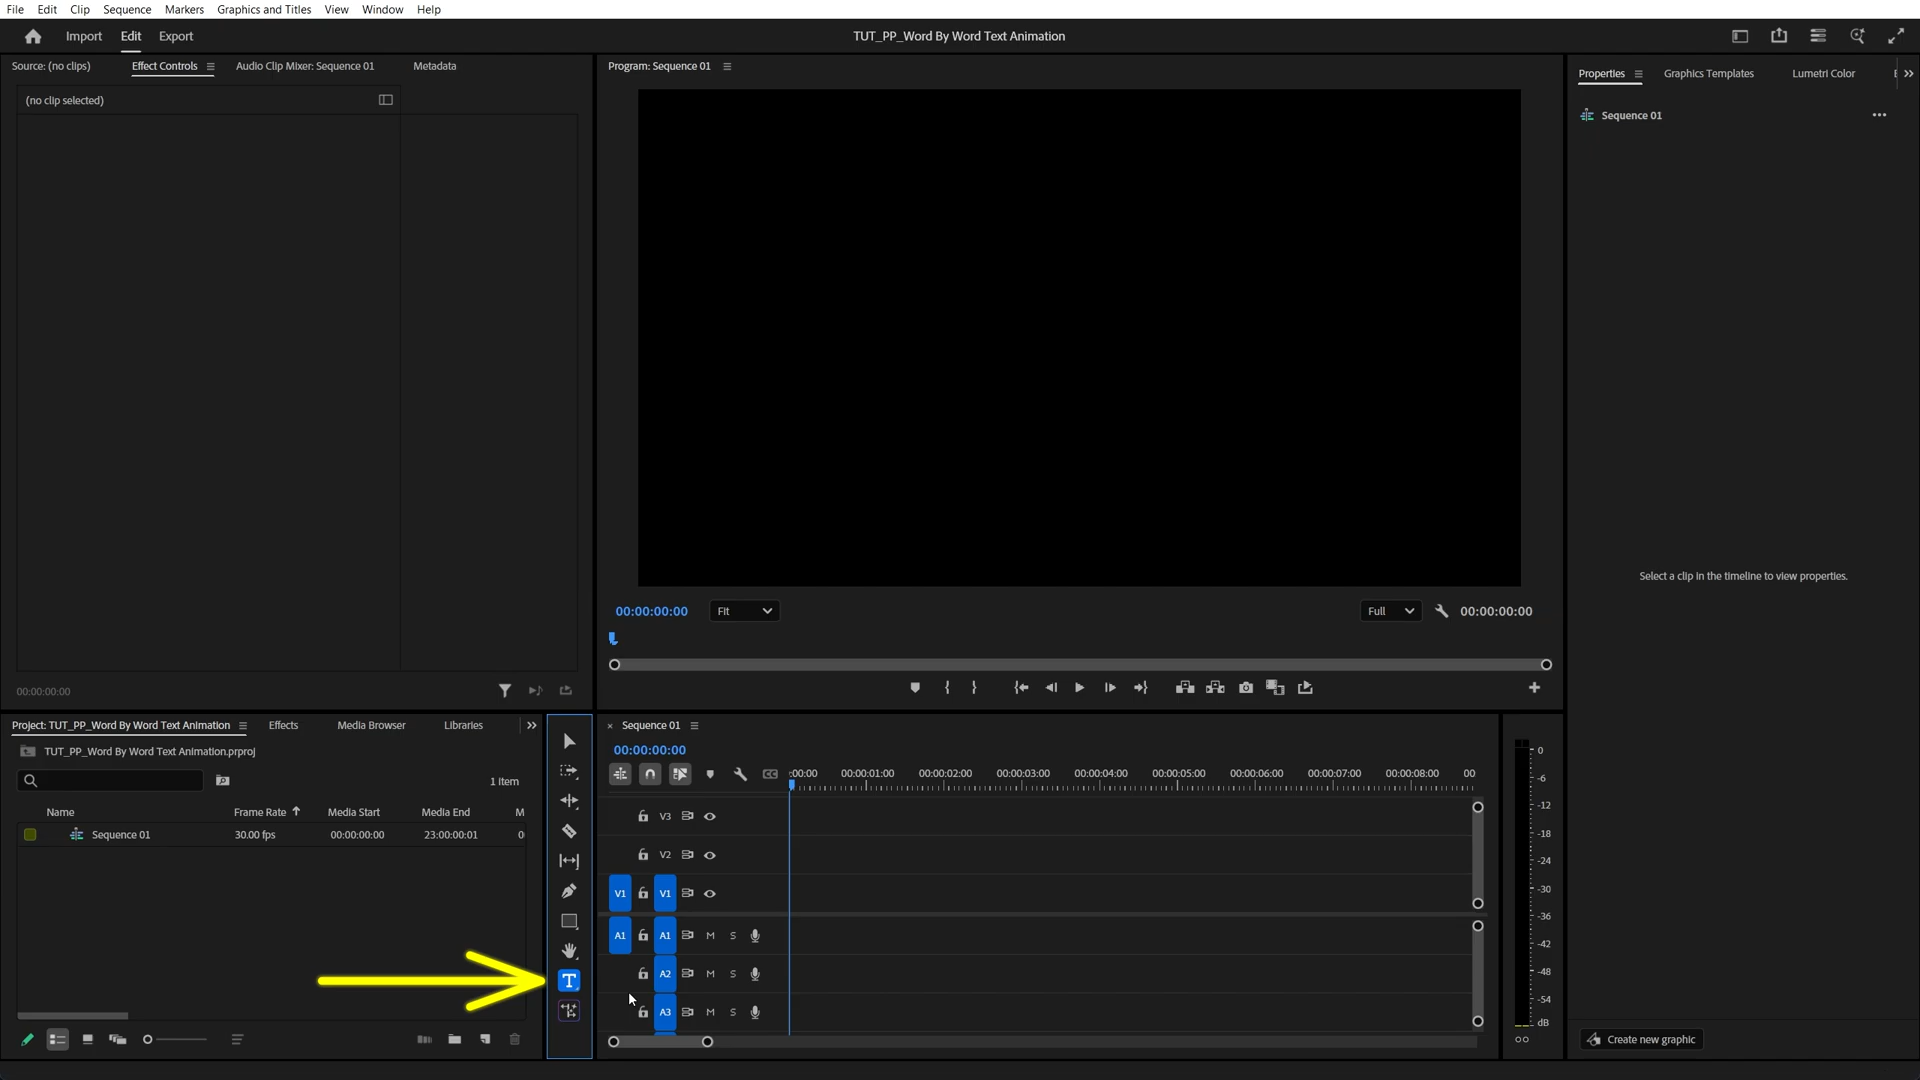 File Edit Clip Sequence Markers Graphics and Titles View Window Help
Import Edit Export
TUT_PP_Word By Word Text Animation
Source: (no clips) Effect Controls Audio Clip Mixer: Sequence 01 Metadata
(no clip selected)
00:00:00:00
Program: Sequence 01
00:00:00:00 Fit Full 00:00:00:00
Properties Graphics Templates Lumetri Color
Sequence 01
Select a clip in the timeline to view properties.
Create new graphic
Project: TUT_PP_Word By Word Text Animation Effects Media Browser Libraries
TUT_PP_Word By Word Text Animation.prproj
1 Item
Name Frame Rate Media Start Media End M
Sequence 01 30.00 fps 00:00:00:00 23:00:00:01 0
T
Sequence 01
00:00:00:00
:00:00 00:00:01:00 00:00:02:00 00:00:03:00 00:00:04:00 00:00:05:00 00:00:06:00 00:00:07:00 00:00:08:00 00
V3
V2
V1 V1
A1 A1 M S
A2 M S
A3 M S
0
-6
-12
-18
-24
-30
-36
-42
-48
-54
dB